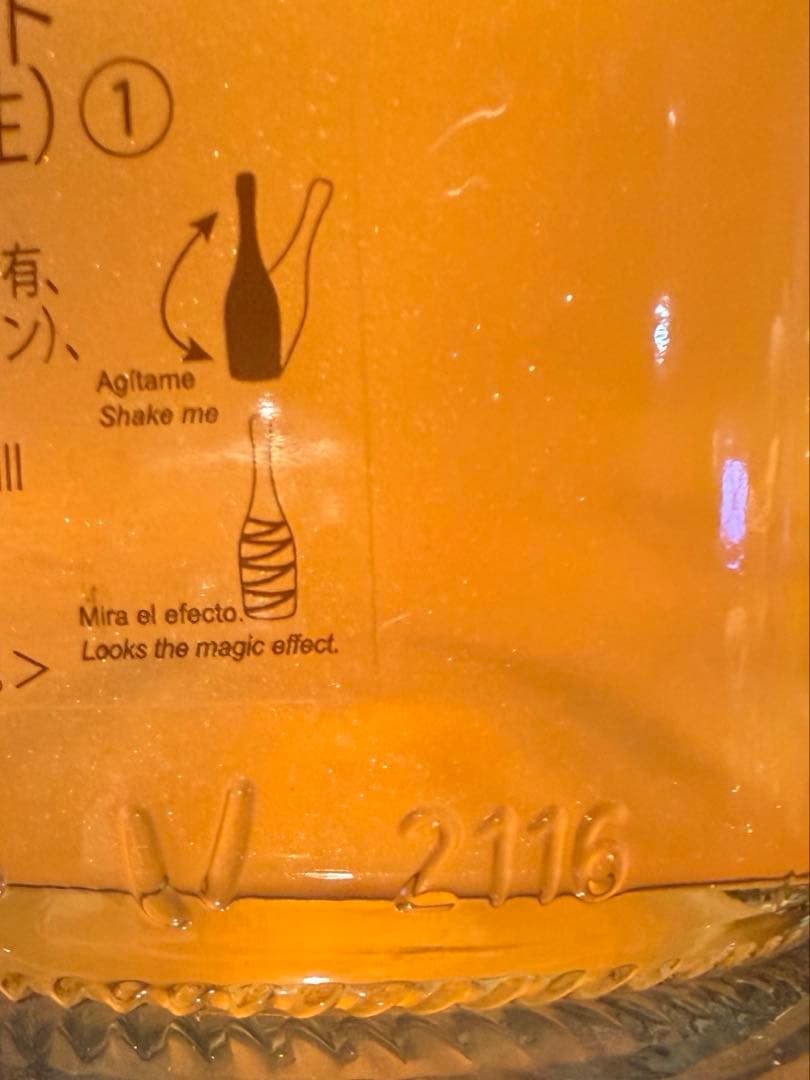 ト
) ①
有、
ン)、
Agítame
Shake me
Mira el efecto.
Looks the magic effect.
>
V 2116